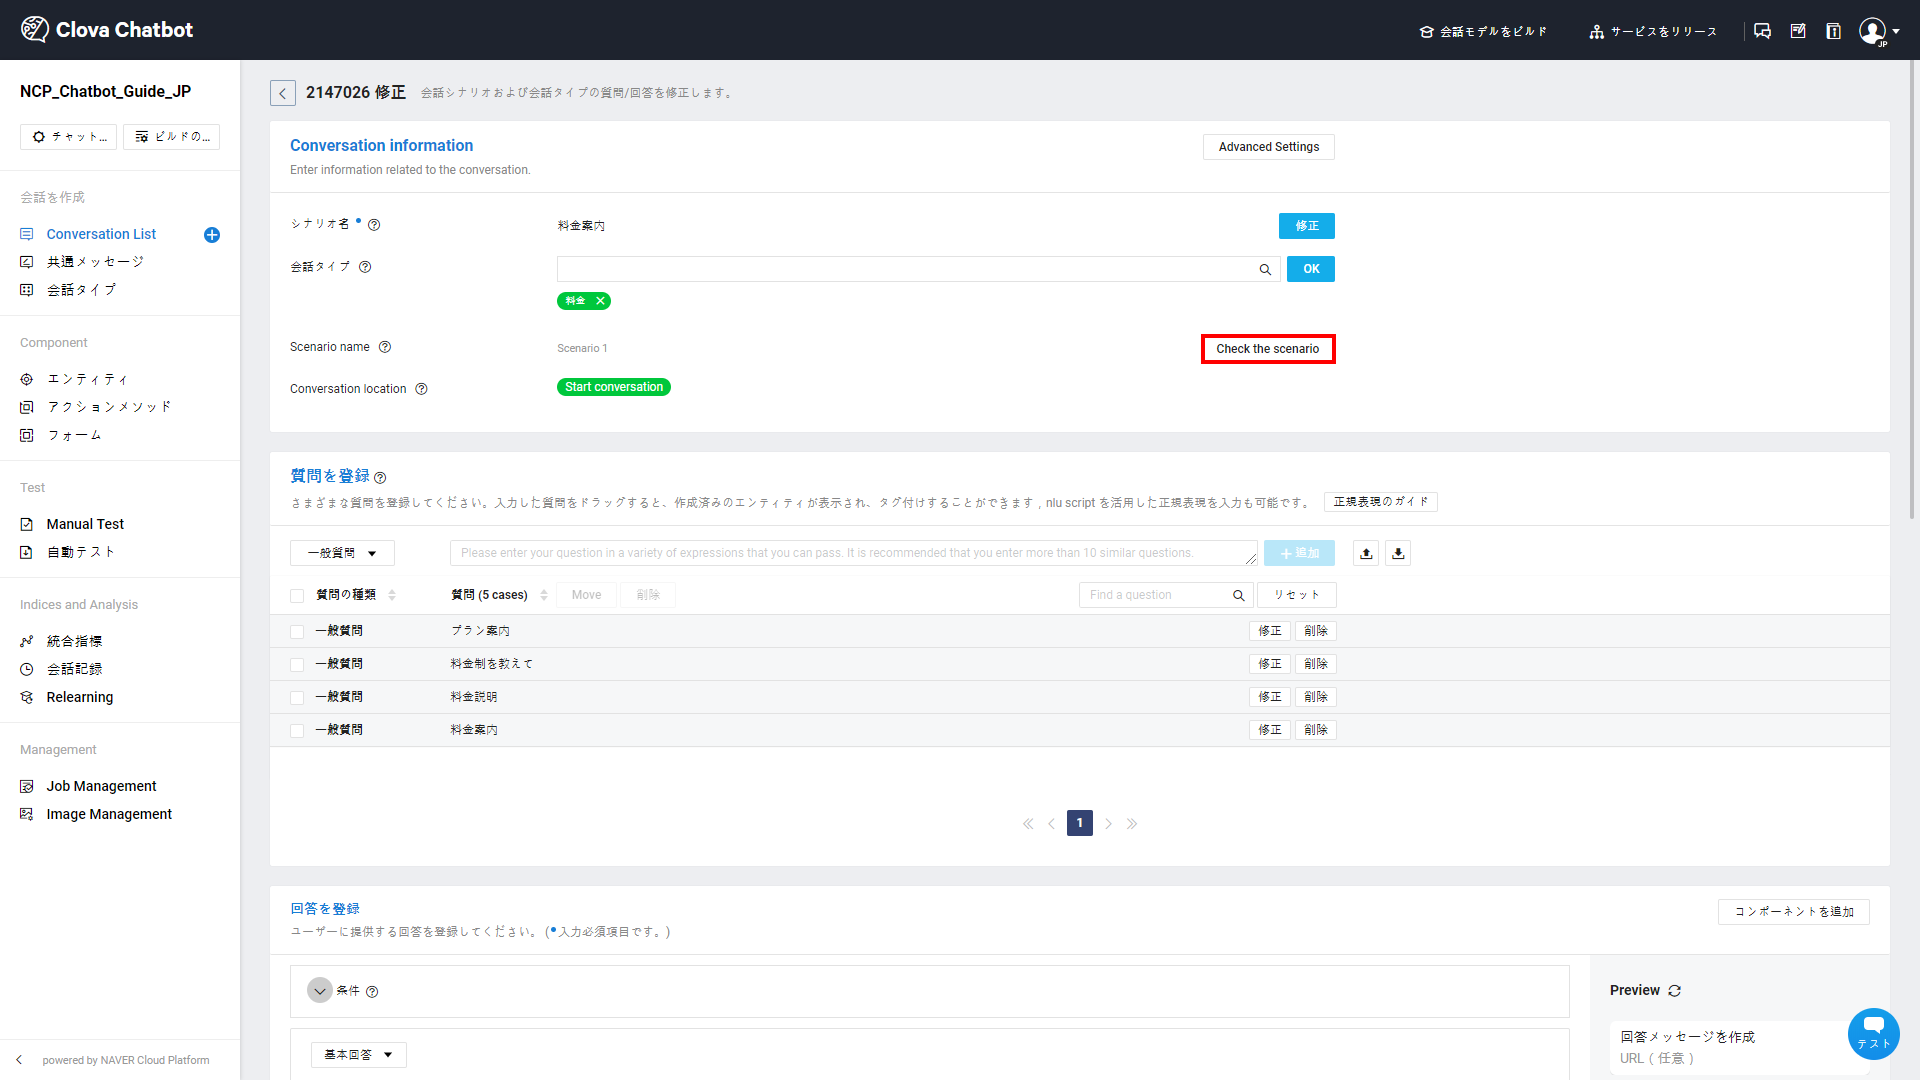 Clova Chatbot
会話モデルをビルド
サービスをリリース
JP
NCP_Chatbot_Guide_JP
チャット...
ビルドの...
会話を作成
Conversation List
共通メッセージ
会話タイプ
Component
エンティティ
アクションメソッド
フォーム
Test
Manual Test
自動テスト
Indices and Analysis
統合指標
会話記録
Relearning
Management
Job Management
Image Management
powered by NAVER Cloud Platform
2147026 修正 会話シナリオおよび会話タイプの質問/回答を修正します。
Conversation information
Enter information related to the conversation.
Advanced Settings
シナリオ名
料金案内
修正
会話タイプ
OK
料金
Scenario name
Scenario 1
Check the scenario
Conversation location
Start conversation
質問を登録
さまざまな質問を登録してください。入力した質問をドラッグすると、作成済みのエンティティが表示され、タグ付けすることができます , nlu script を活用した正規表現を入力も可能です。
正規表現のガイド
一般質問
Please enter your question in a variety of expressions that you can pass. It is recommended that you enter more than 10 similar questions.
+ 追加
質問の種類
質問 (5 cases)
Move
削除
Find a question
リセット
一般質問 プラン案内 修正 削除
一般質問 料金制を教えて 修正 削除
一般質問 料金説明 修正 削除
一般質問 料金案内 修正 削除
1
回答を登録
ユーザーに提供する回答を登録してください。 (•入力必須項目です。)
コンポーネントを追加
条件
基本回答
Preview
回答メッセージを作成
URL ( 任意 )
テスト